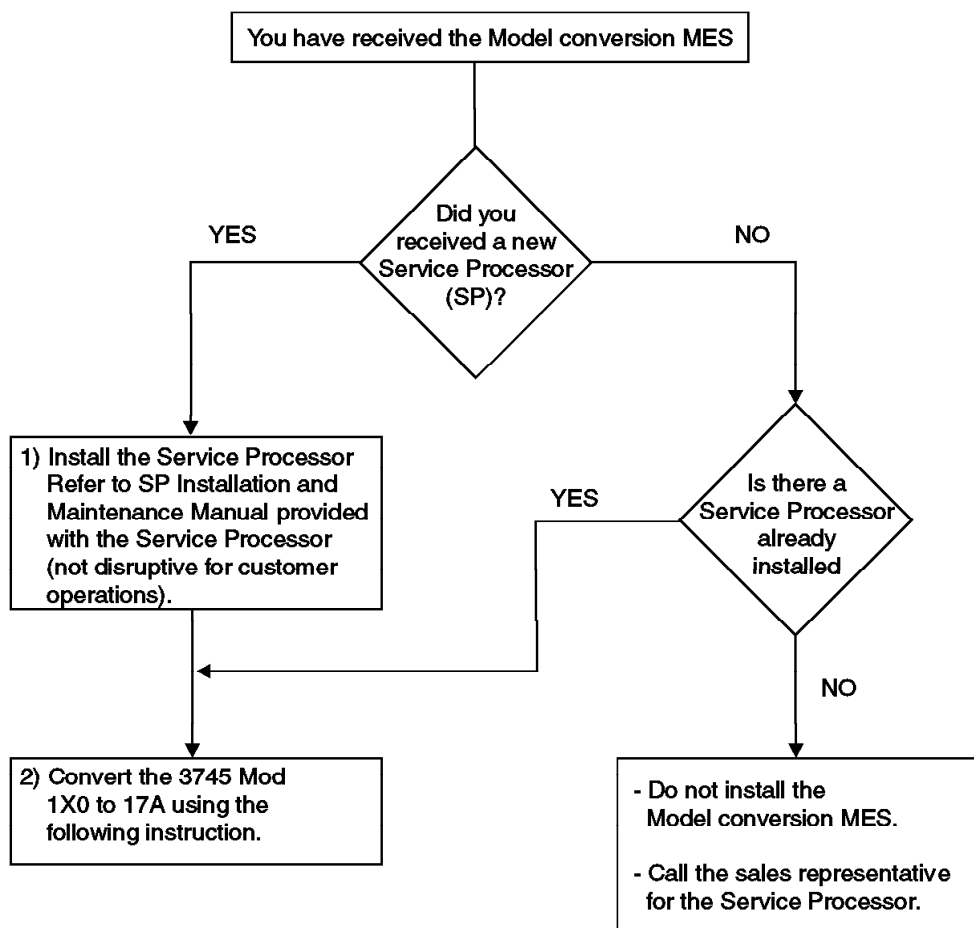 You have received the Model conversion MES
Did you
received a new
Service Processor
(SP)?
YES
NO
1) Install the Service Processor
Refer to SP Installation and
Maintenance Manual provided
with the Service Processor
(not disruptive for customer
operations).
YES
Is there a
Service Processor
already
installed
NO
2) Convert the 3745 Mod
1X0 to 17A using the
following instruction.
- Do not install the
Model conversion MES.
- Call the sales representative
for the Service Processor.